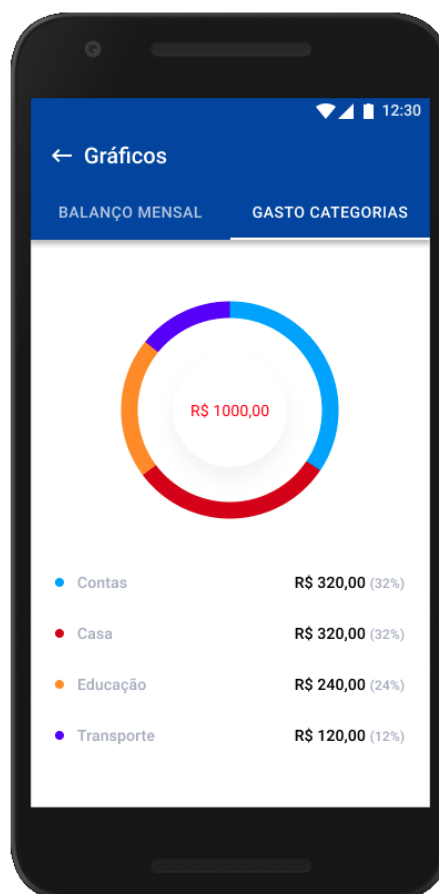 12:30
← Gráficos
BALANÇO MENSAL GASTO CATEGORIAS
R$ 1000,00
Contas R$ 320,00 (32%)
Casa R$ 320,00 (32%)
Educação R$ 240,00 (24%)
Transporte R$ 120,00 (12%)